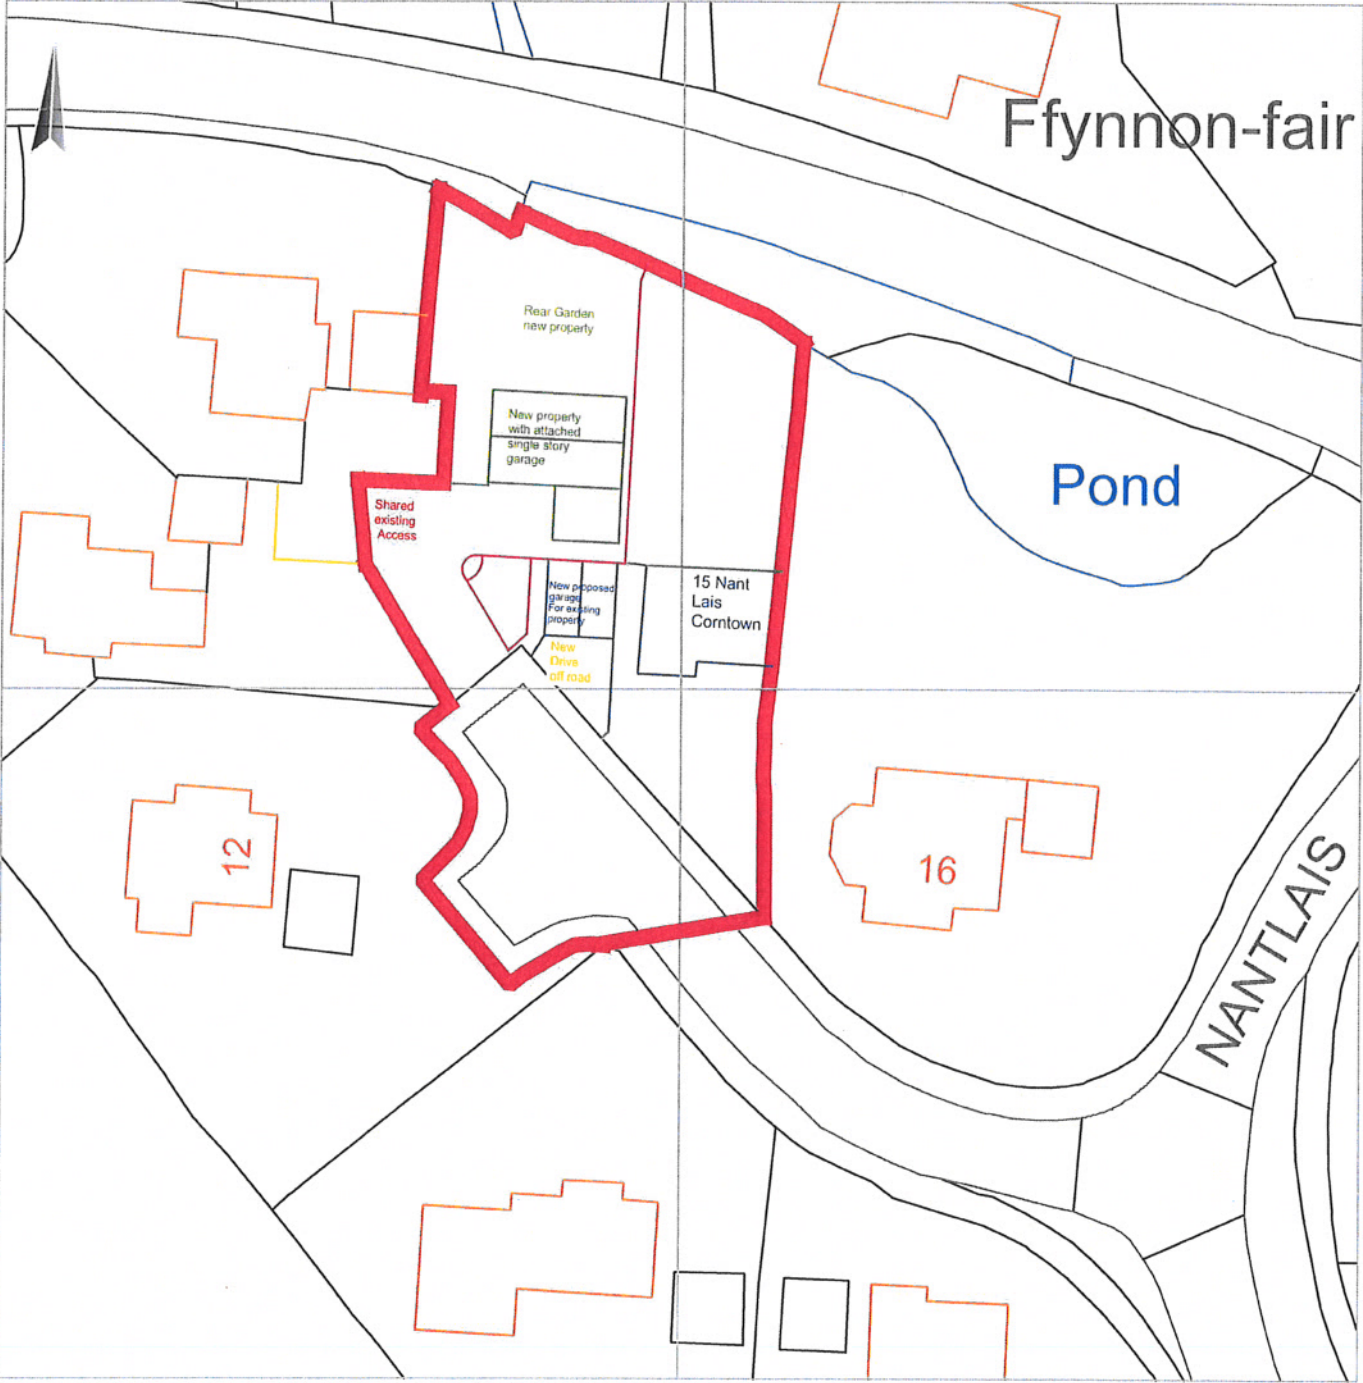 Ffynnon-fair
Rear Garden
new property
New property
with attached
single story
garage
Pond
Shared
existing
Access
New proposed
garage
For existing
property
15 Nant
Lais
Corntown
New
Drive
off road
12
16
NANTLAIS